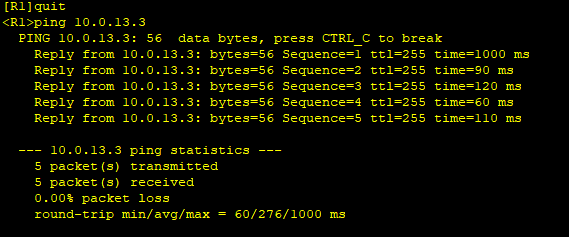 [R1]quit
<R1>ping 10.0.13.3
PING 10.0.13.3: 56  data bytes, press CTRL_C to break
Reply from 10.0.13.3: bytes=56 Sequence=1 ttl=255 time=1000 ms
Reply from 10.0.13.3: bytes=56 Sequence=2 ttl=255 time=90 ms
Reply from 10.0.13.3: bytes=56 Sequence=3 ttl=255 time=120 ms
Reply from 10.0.13.3: bytes=56 Sequence=4 ttl=255 time=60 ms
Reply from 10.0.13.3: bytes=56 Sequence=5 ttl=255 time=110 ms
--- 10.0.13.3 ping statistics ---
5 packet(s) transmitted
5 packet(s) received
0.00% packet loss
round-trip min/avg/max = 60/276/1000 ms